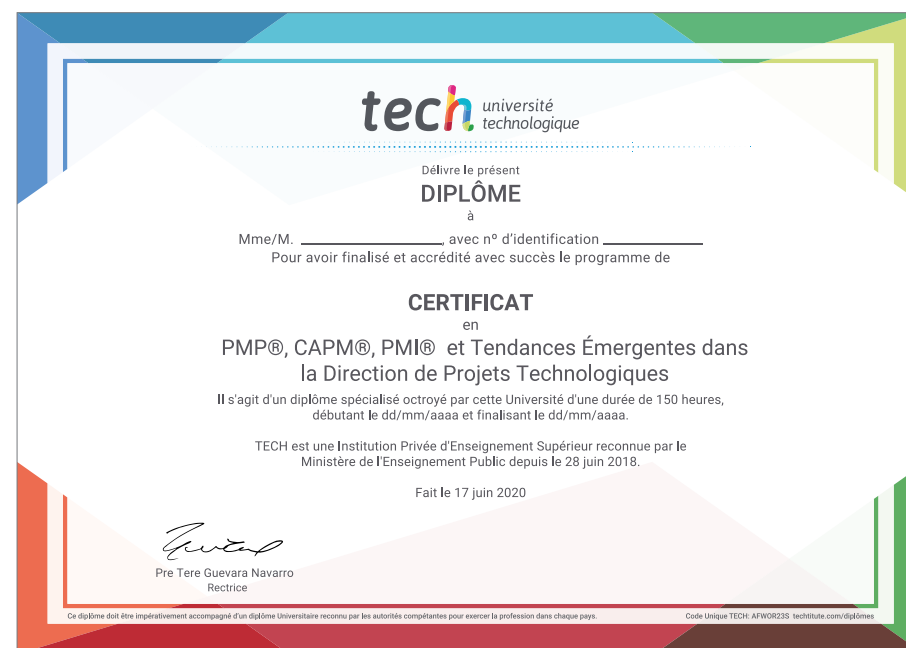 tech université
technologique
Délivre le présent
DIPLÔME
à
Mme/M. ____________________, avec nº d'identification ______________
Pour avoir finalisé et accrédité avec succès le programme de
CERTIFICAT
en
PMP®, CAPM®, PMI® et Tendances Émergentes dans
la Direction de Projets Technologiques
Il s'agit d'un diplôme spécialisé octroyé par cette Université d'une durée de 150 heures,
débutant le dd/mm/aaaa et finalisant le dd/mm/aaaa.
TECH est une Institution Privée d'Enseignement Supérieur reconnue par le
Ministère de l'Enseignement Public depuis le 28 juin 2018.
Fait le 17 juin 2020
Pre Tere Guevara Navarro
Rectrice
Ce diplôme doit être impérativement accompagné d'un diplôme Universitaire reconnu par les autorités compétentes pour exercer la profession dans chaque pays.
Code Unique TECH: AFWOR23S techtitute.com/diplômes